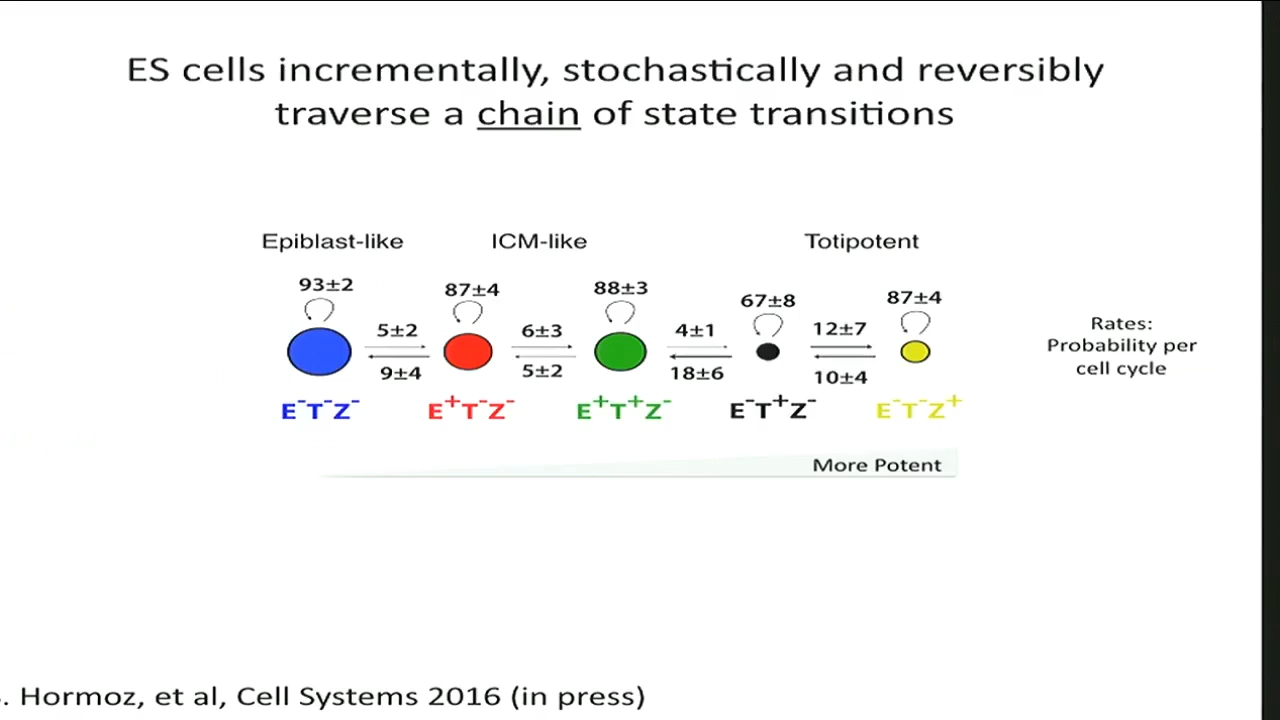 ES cells incrementally, stochastically and reversibly
traverse a chain of state transitions
Epiblast-like ICM-like Totipotent
93±2 87±4 88±3 67±8 87±4
5±2 6±3 4±1 12±7
9±4 5±2 18±6 10±4
E⁻T⁻Z⁻ E⁺T⁻Z⁻ E⁺T⁺Z⁻ E⁻T⁺Z⁻ E⁻T⁻Z⁺
Rates:
Probability per
cell cycle
More Potent
. Hormoz, et al, Cell Systems 2016 (in press)